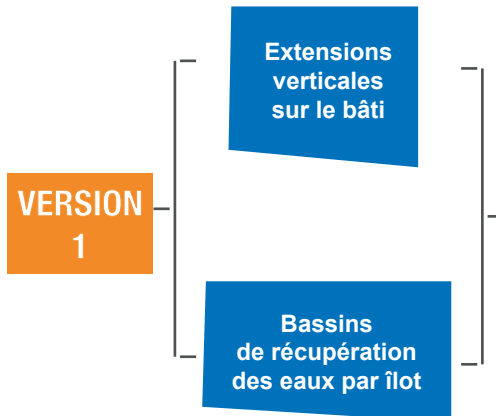 Extensions
verticales
sur le bâti
VERSION
1
Bassins
de récupération
des eaux par îlot